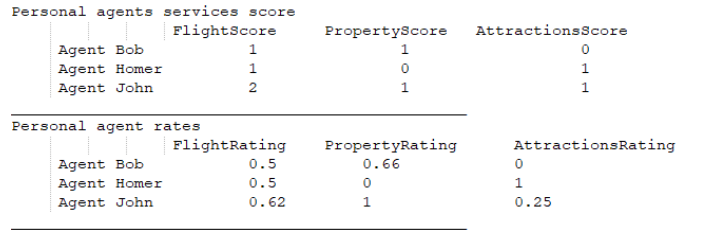 Personal agents services score
FlightScore PropertyScore AttractionsScore
Agent Bob 1 1 0
Agent Homer 1 0 1
Agent John 2 1 1
Personal agent rates
FlightRating PropertyRating AttractionsRating
Agent Bob 0.5 0.66 0
Agent Homer 0.5 0 1
Agent John 0.62 1 0.25